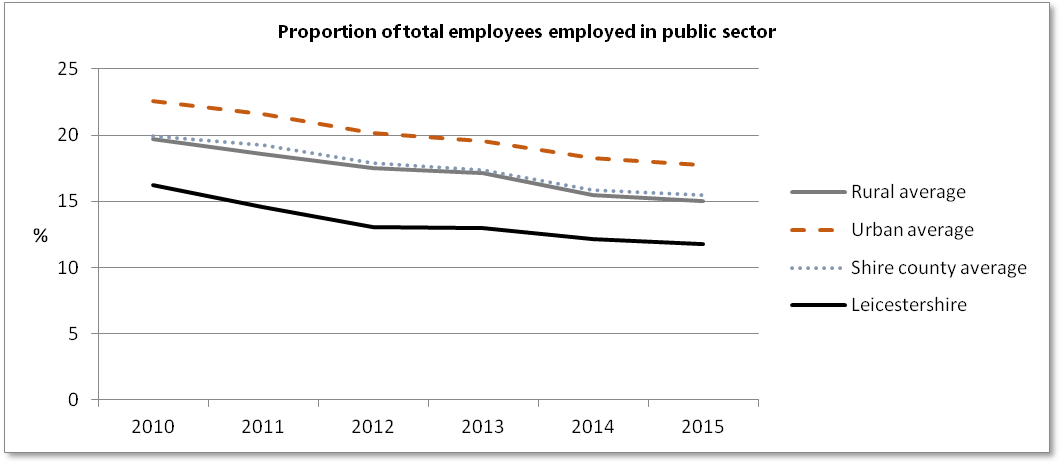 Proportion of total employees employed in public sector
25
20
15
%
10
5
0
2010 2011 2012 2013 2014 2015
Rural average
Urban average
Shire county average
Leicestershire